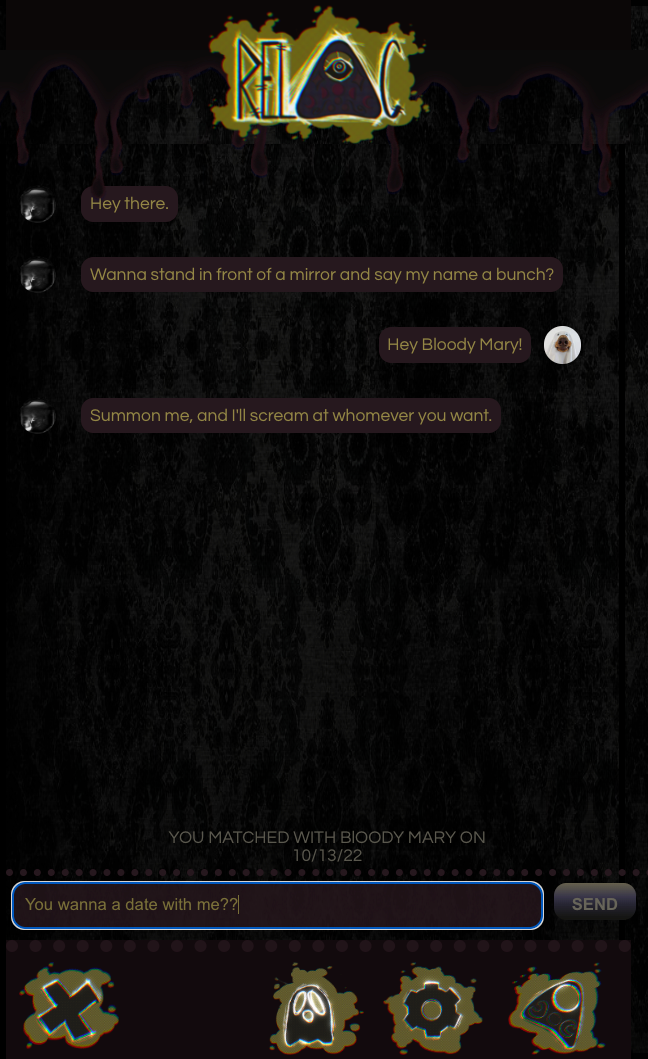 RELIC
Hey there.
Wanna stand in front of a mirror and say my name a bunch?
Hey Bloody Mary!
Summon me, and I'll scream at whomever you want.
YOU MATCHED WITH BlOODY MARY ON
10/13/22
You wanna a date with me??
SEND